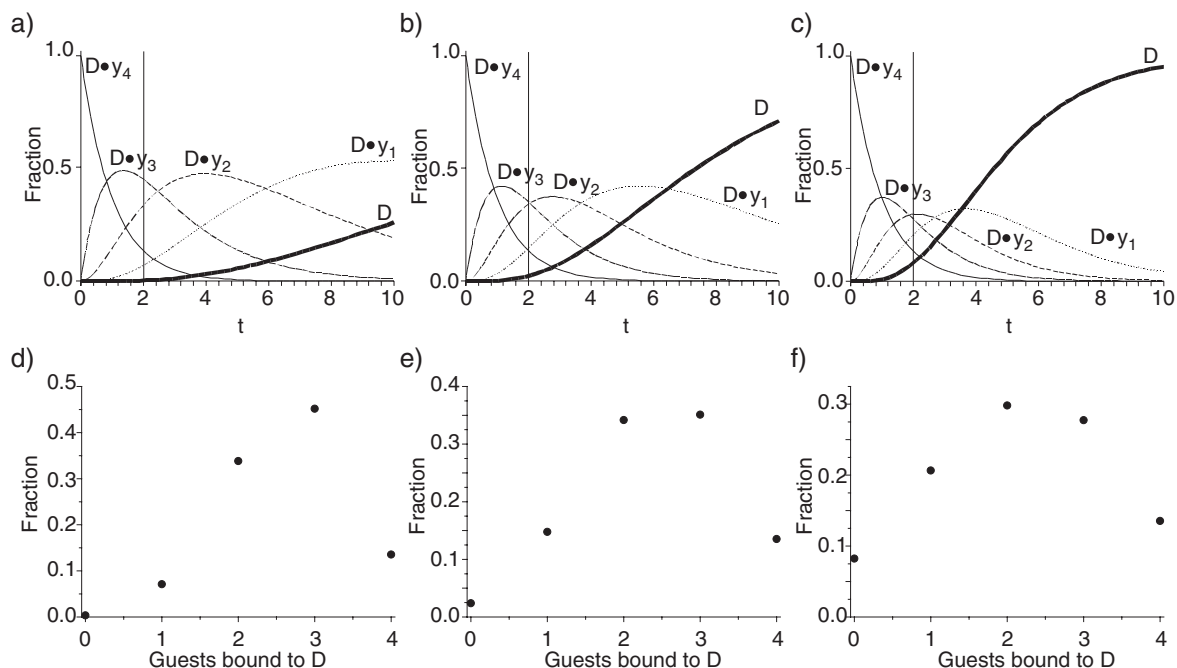 a)
1.0
D•y4
D•y3
D•y2
D•y1
0.5
D
0.0
0 2 4 6 8 10
t
Fraction
b)
1.0
D•y4
D
D•y3
D•y2
0.5
D•y1
0.0
0 2 4 6 8 10
t
Fraction
c)
1.0
D
D•y4
0.5
D•y3
D•y2
D•y1
0.0
0 2 4 6 8 10
t
Fraction
d)
0.5
0.4
0.3
0.2
0.1
0.0
0 1 2 3 4
Guests bound to D
Fraction
e)
0.4
0.3
0.2
0.1
0.0
0 1 2 3 4
Guests bound to D
Fraction
f)
0.3
0.2
0.1
0.0
0 1 2 3 4
Guests bound to D
Fraction